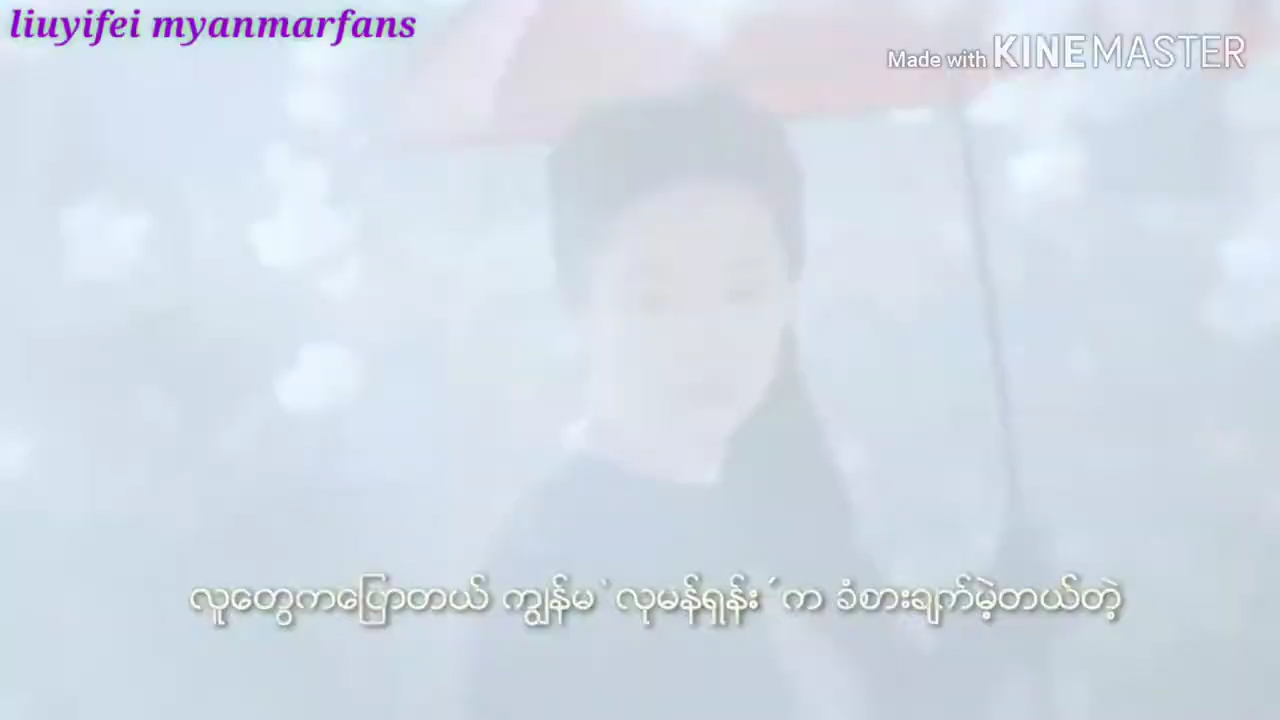 liuyifei myanmarfans
Made with KINEMASTER
လူတွေကပြောတယ် ကျွန်မ`လုမန်ရှန်း´က ခံစားချက်မဲ့တယ်တဲ့